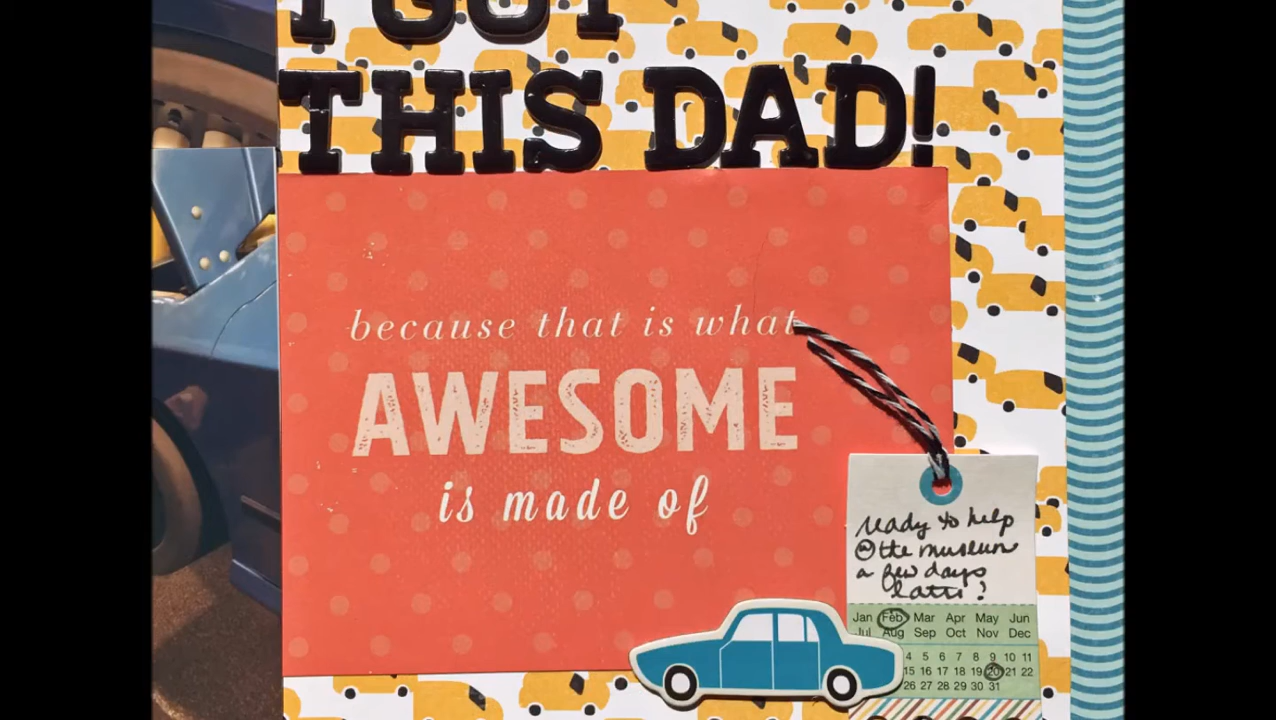 I GOT
THIS DAD!
because that is what
AWESOME
is made of
ready to help
@ the museum
a few days
later!
Jan Feb Mar Apr May Jun
Jul Aug Sep Oct Nov Dec
4 5 6 7 8 9 10 11
15 16 17 18 19 20 21 22
26 27 28 29 30 31